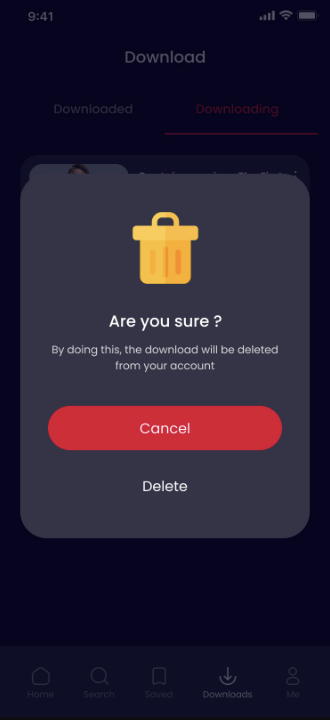 9:41
Download
Downloaded
Downloading
Are you sure ?
By doing this, the download will be deleted
from your account
Cancel
Delete
Home
Search
Saved
Downloads
Me